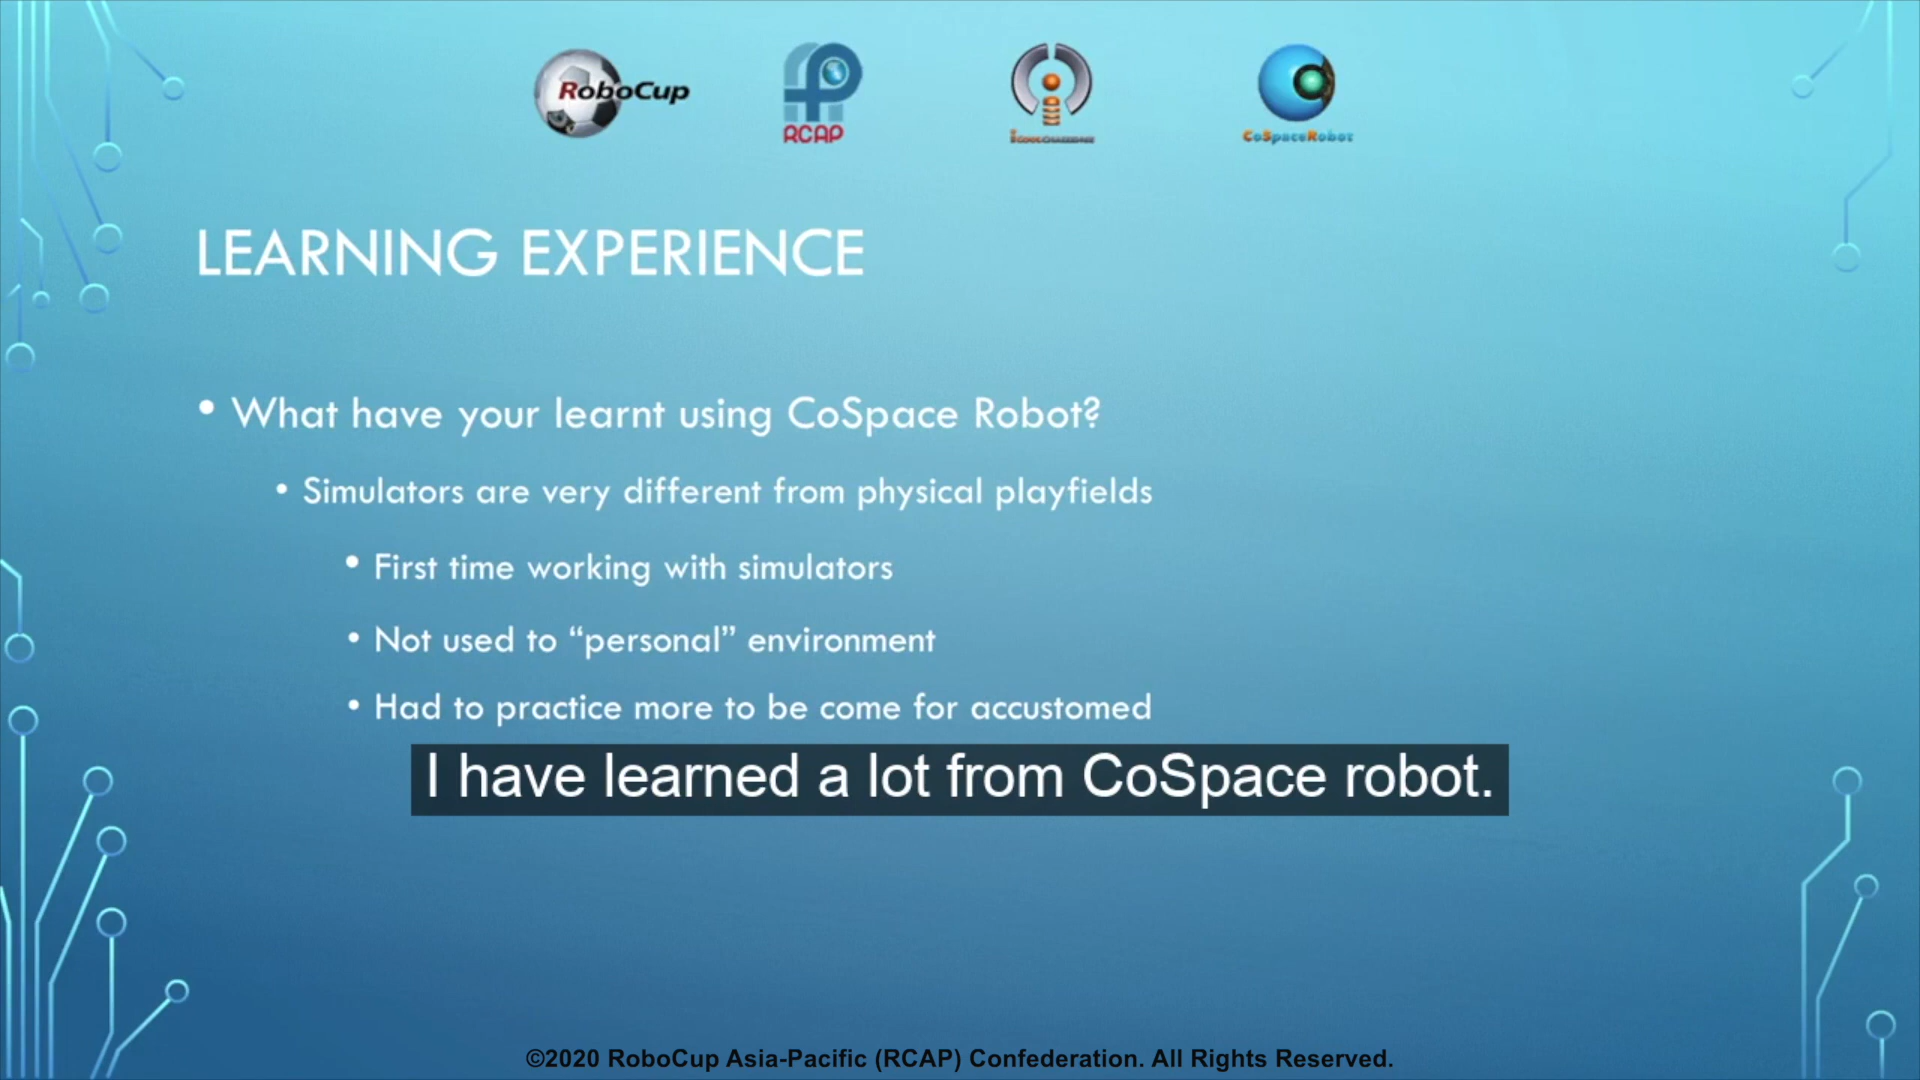 RoboCup
RCAP
CoSpaceRobot
LEARNING EXPERIENCE
• What have your learnt using CoSpace Robot?
• Simulators are very different from physical playfields
• First time working with simulators
• Not used to “personal” environment
• Had to practice more to be come for accustomed
I have learned a lot from CoSpace robot.
©2020 RoboCup Asia-Pacific (RCAP) Confederation. All Rights Reserved.